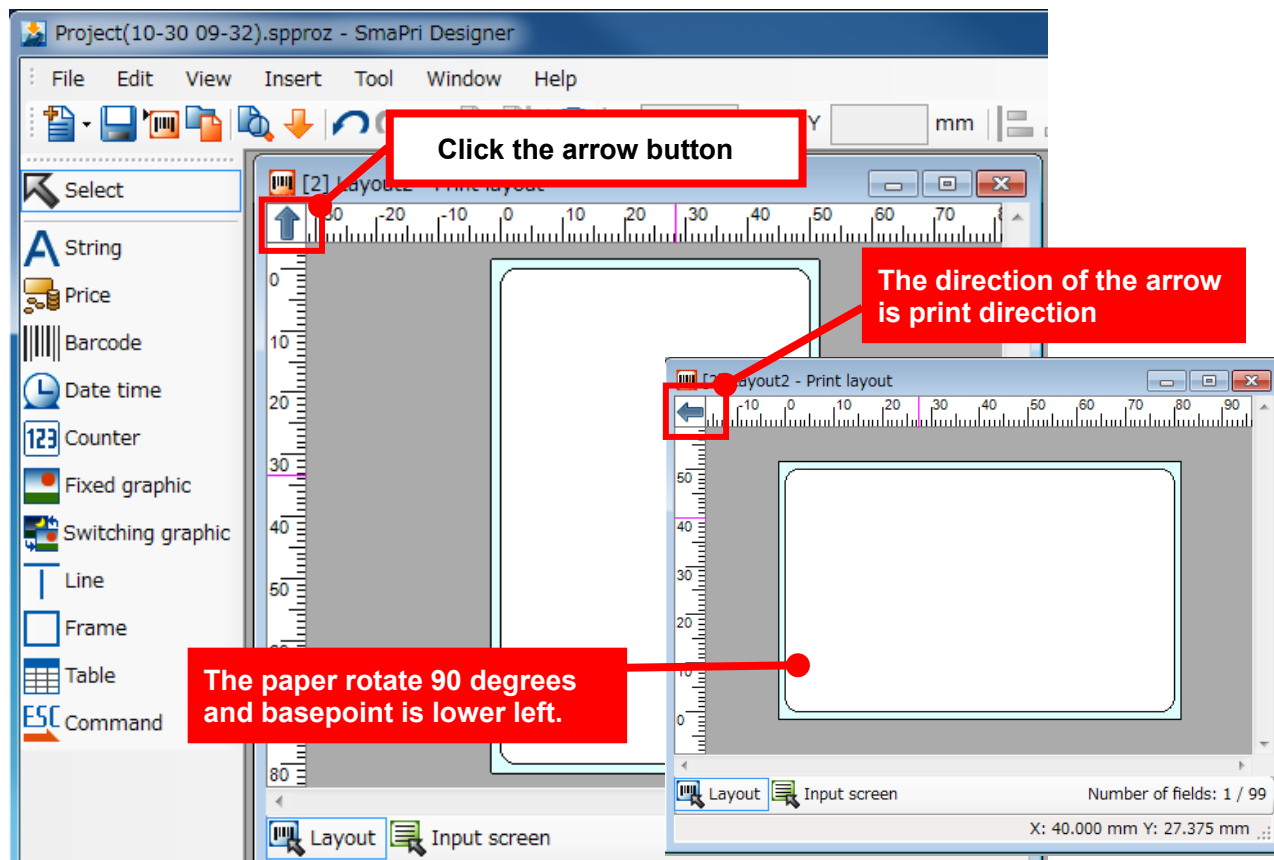 Project(10-30 09-32).spproz - SmaPri Designer
File Edit View Insert Tool Window Help
Y mm
Click the arrow button
Select
String
Price
Barcode
Date time
123 Counter
Fixed graphic
Switching graphic
Line
Frame
Table
ESC Command
[2] Layout2 - Print layout
-20 -10 0 10 20 30 40 50 60 70
0
10
20
30
40
50
80
Layout Input screen
The direction of the arrow
is print direction
[2] Layout2 - Print layout
-10 0 10 20 30 40 50 60 70 80 90
50
40
30
20
10
0
The paper rotate 90 degrees
and basepoint is lower left.
Layout Input screen Number of fields: 1 / 99
X: 40.000 mm Y: 27.375 mm